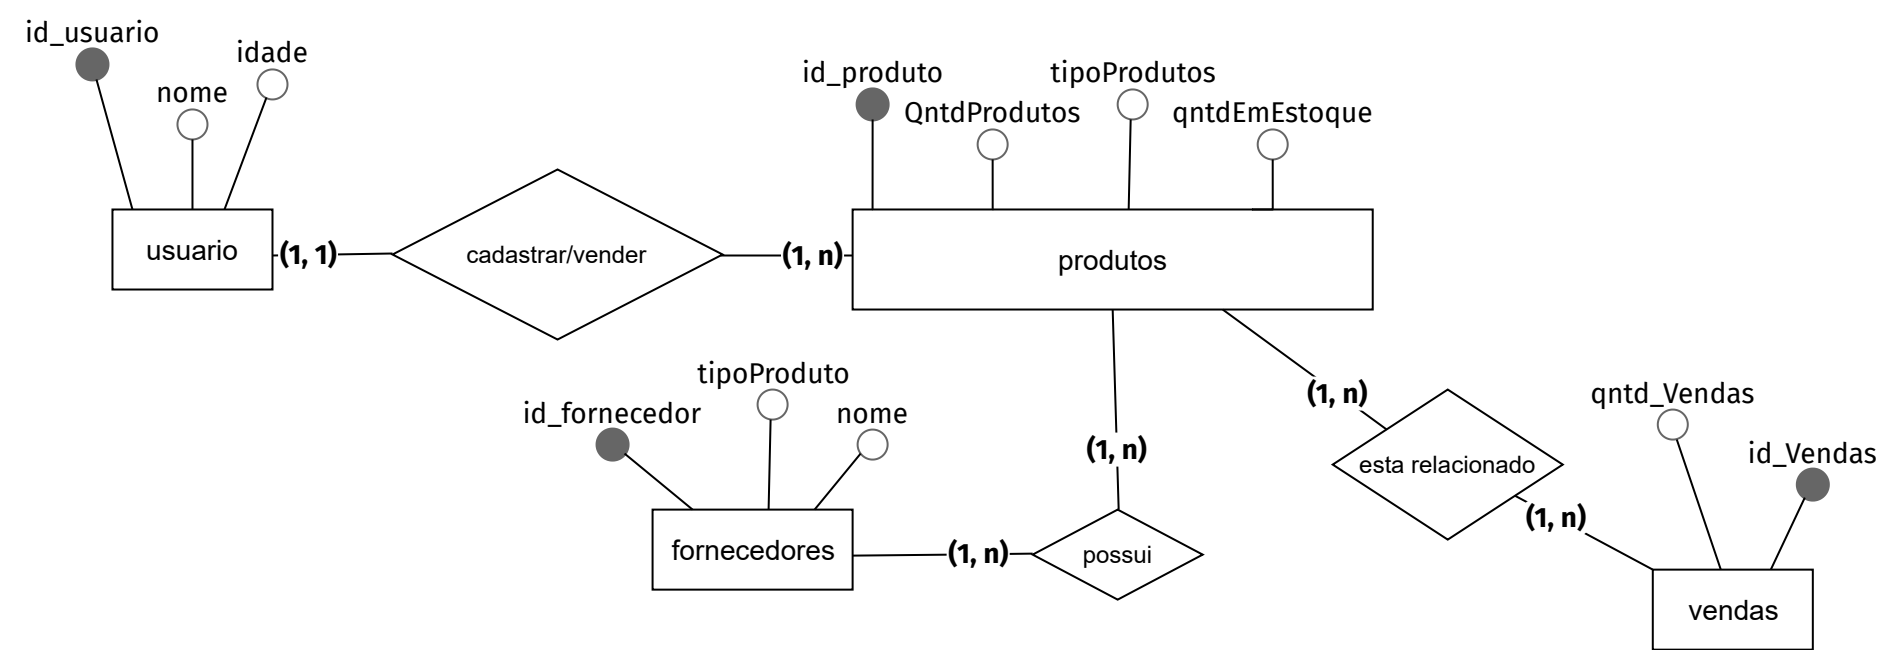 id_usuario
nome
idade
usuario
(1, 1)
cadastrar/vender
(1, n)
id_produto
QntdProdutos
tipoProdutos
qntdEmEstoque
produtos
(1, n)
(1, n)
id_fornecedor
tipoProduto
nome
fornecedores
(1, n)
possui
esta relacionado
(1, n)
qntd_Vendas
id_Vendas
vendas